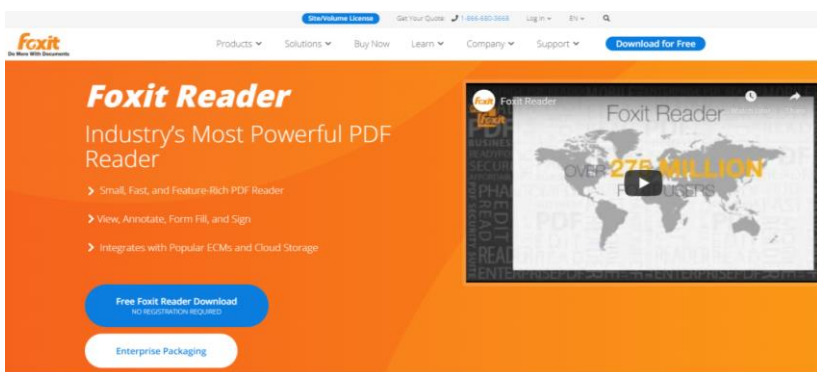 Site/Volume License Get Your Quote: 1-866-680-3668 Log In EN
Foxit
Do More With Documents
Products Solutions Buy Now Learn Company Support Download for Free
Foxit Reader
Industry's Most Powerful PDF
Reader
Small, Fast, and Feature-Rich PDF Reader
View, Annotate, Form Fill, and Sign
Integrates with Popular ECMs and Cloud Storage
Free Foxit Reader Download
NO REGISTRATION REQUIRED
Enterprise Packaging
Foxit Foxit Reader
Foxit
Foxit Reader
OVER 275 MILLION
USERS
PDF